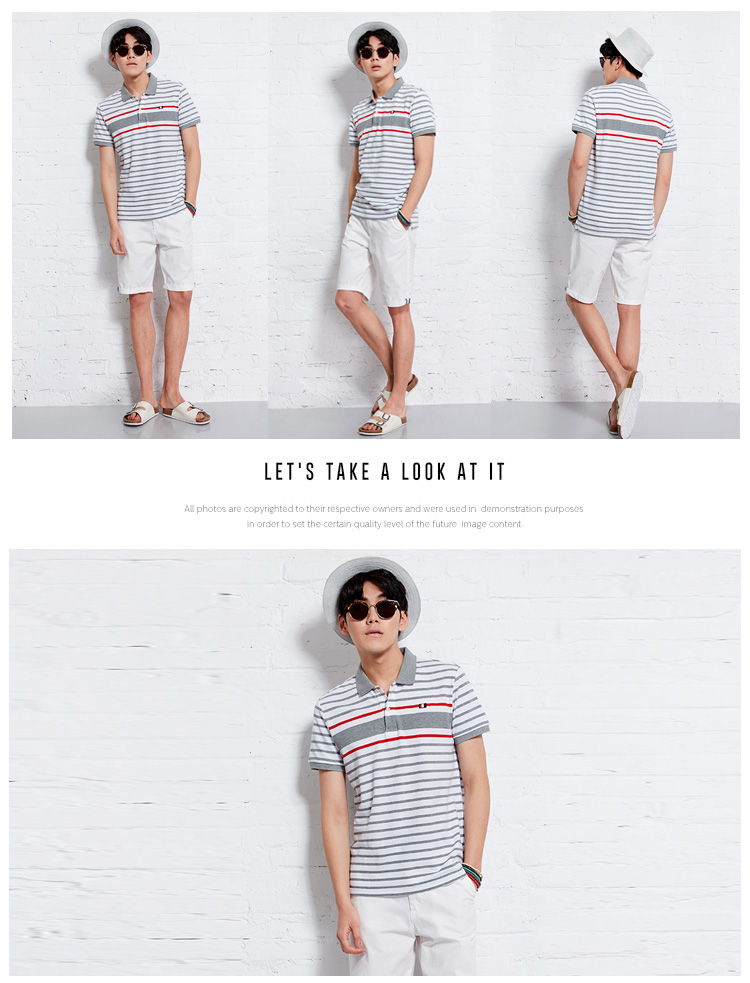 LET'S TAKE A LOOK AT IT
All photos are copyrighted to their respective owners and were used in demonstration purposes
in order to set the certain quality level of the future image content.